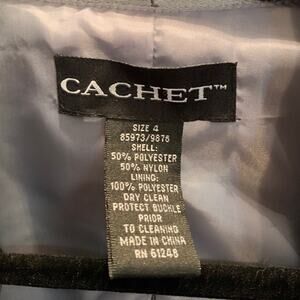 CACHET™
SIZE 4
85973/9876
SHELL:
50% POLYESTER
50% NYLON
LINING:
100% POLYESTER
DRY CLEAN
PROTECT BUCKLE
PRIOR
TO CLEANING
MADE IN CHINA
RN 61248